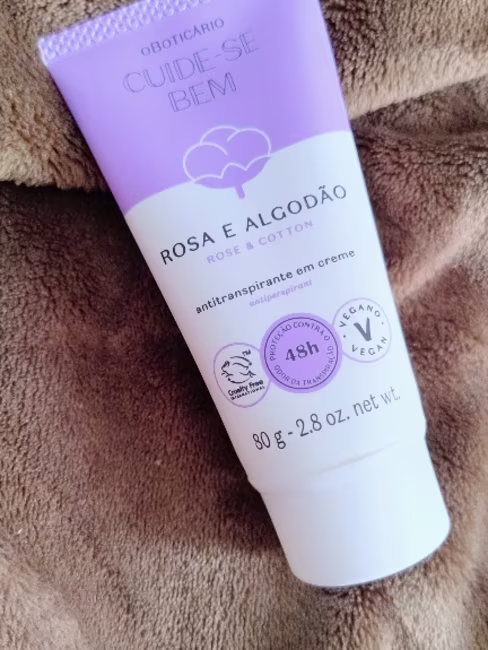 oBOTICÁRIO
CUIDE-SE
BEM
ROSA E ALGODÃO
ROSE & COTTON
antitranspirante em creme
antiperspirant
TM
Cruelty Free
INTERNATIONAL
PROTEÇÃO CONTRA O
ODOR DA TRANSPIRAÇÃO
48h
VEGANO
V
VEGAN
80 g - 2.8 oz. net wt.